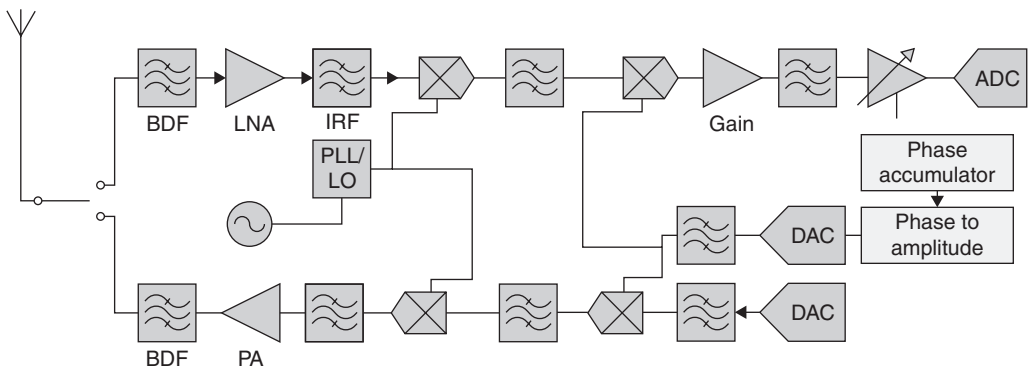 ADC
BDF
LNA
IRF
Gain
PLL/
LO
Phase
accumulator
Phase to
amplitude
DAC
DAC
BDF
PA